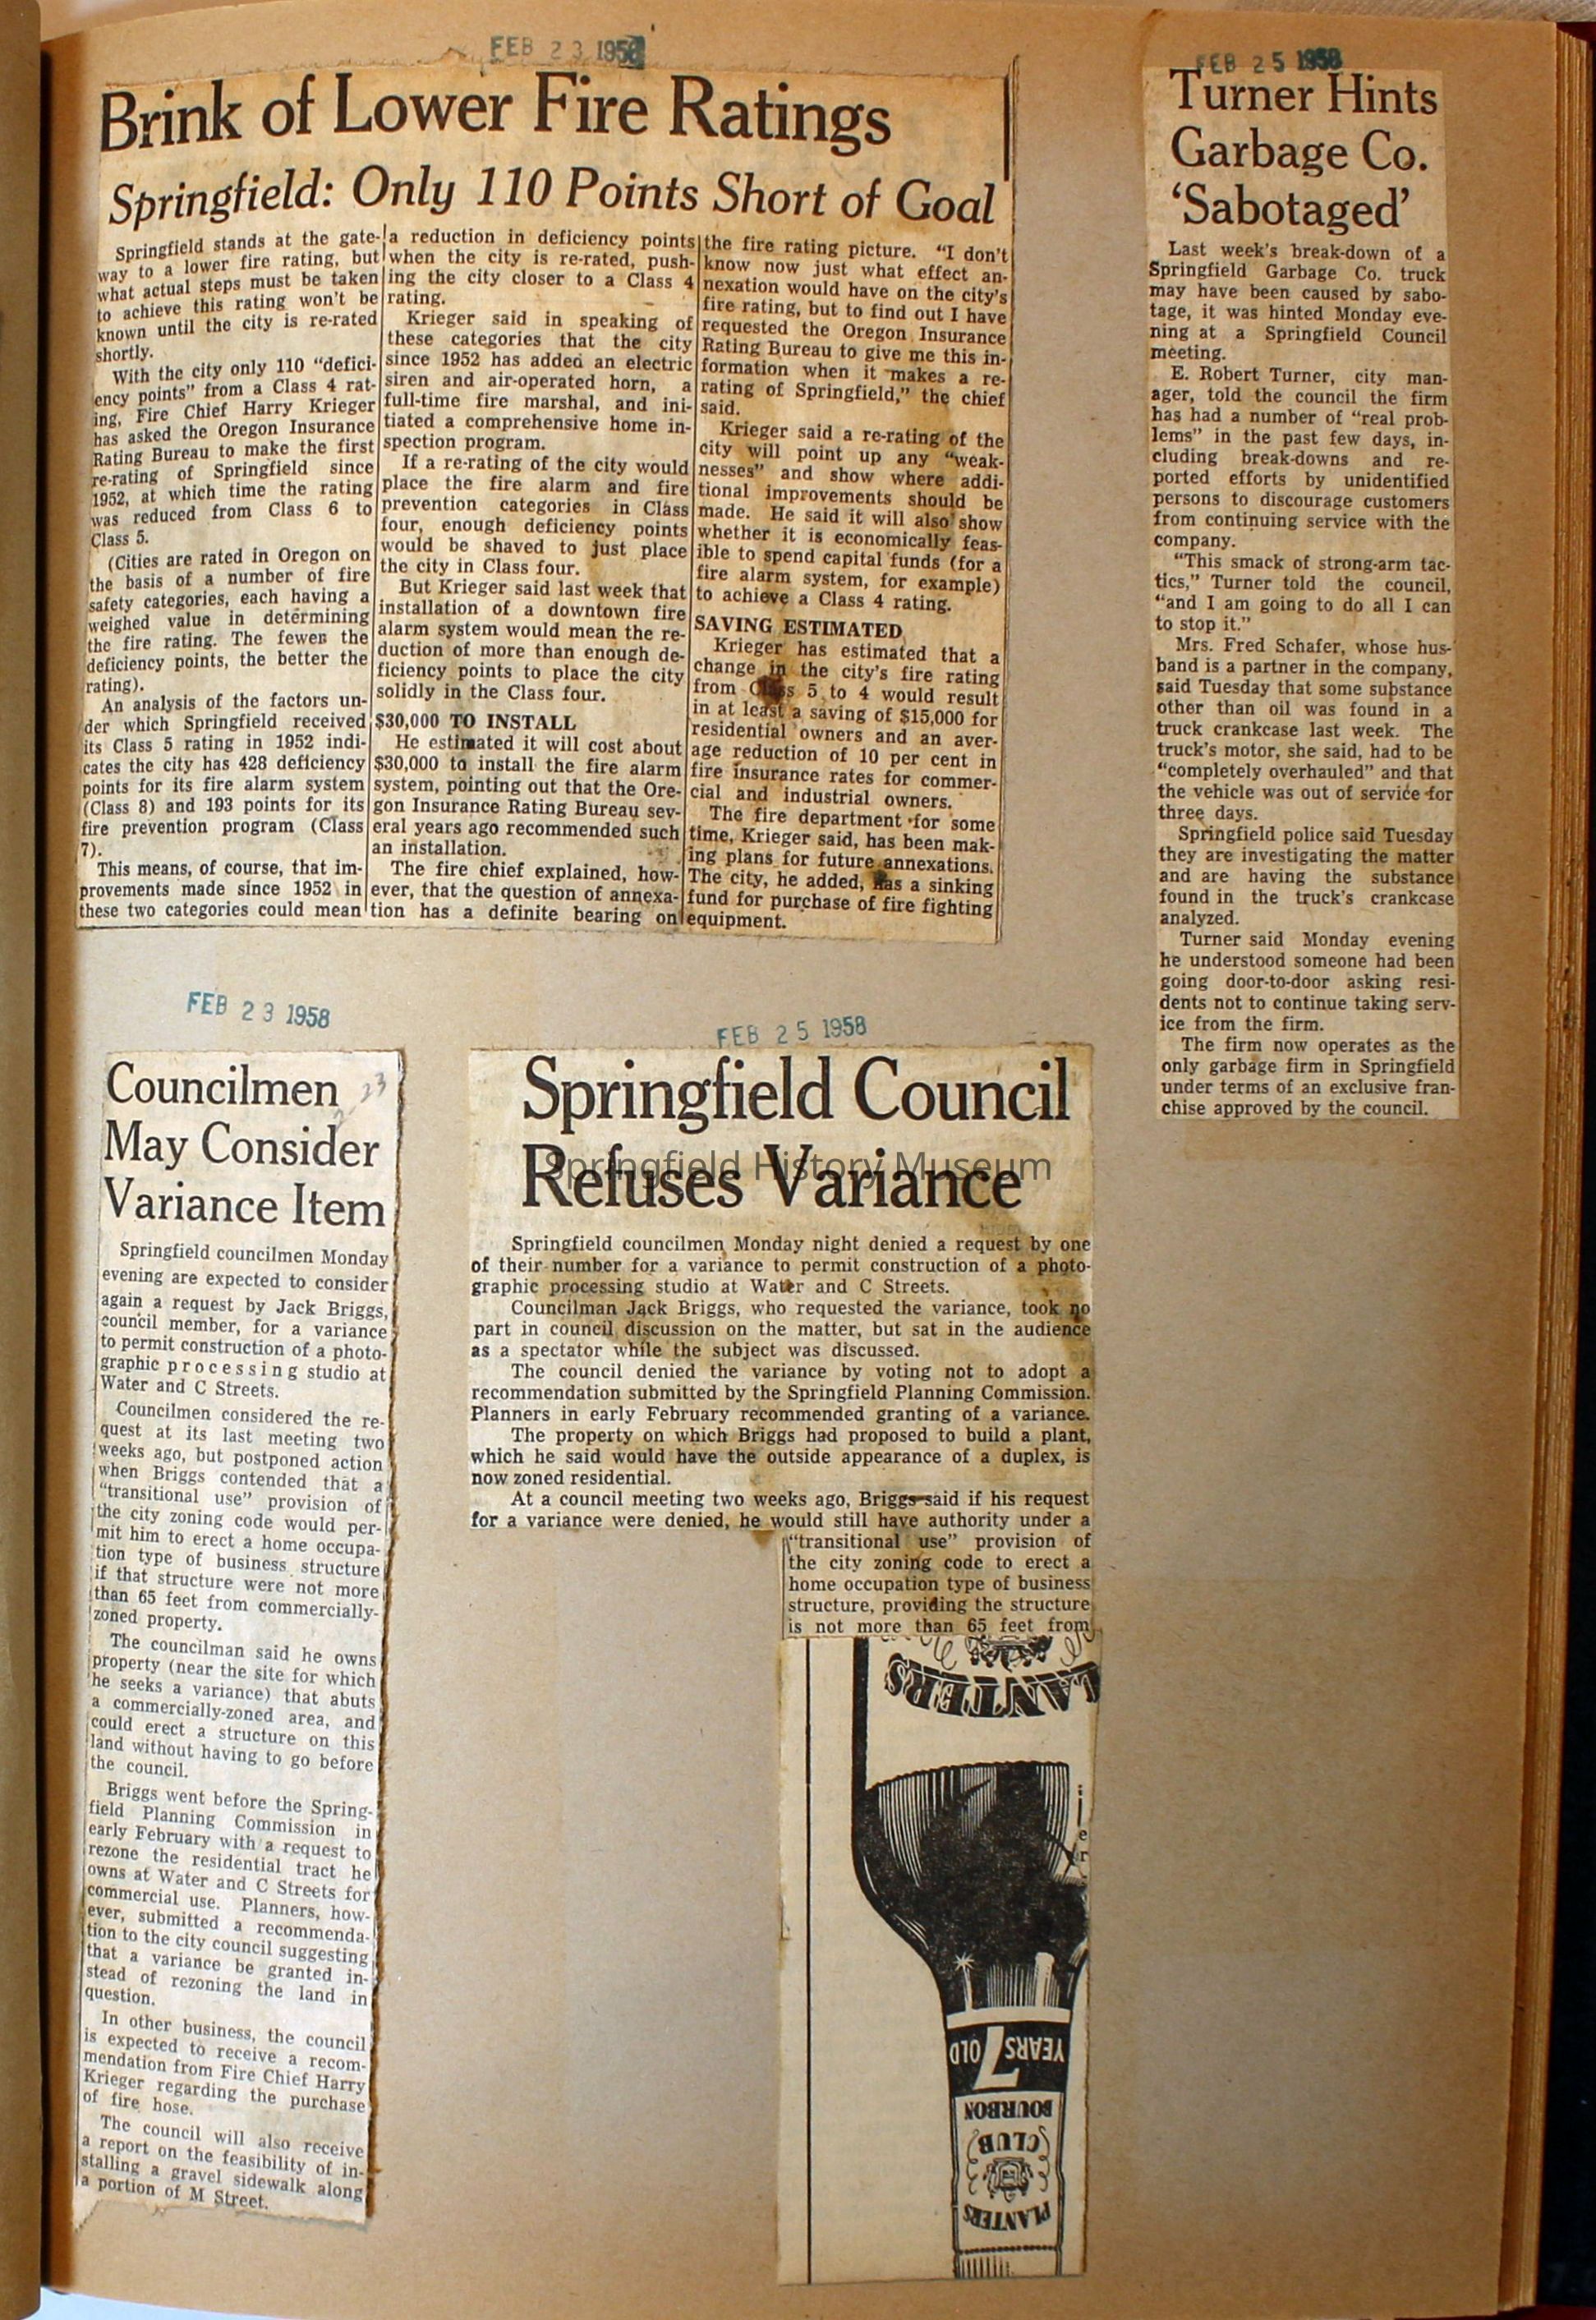 FEB 23 1958
Brink of Lower Fire Ratings
Springfield: Only 110 Points Short of Goal
Springfield stands at the gate-
way to a lower fire rating, but
what actual steps must be taken
to achieve this rating won't be
known until the city is re-rated
shortly.
With the city only 110 "defici-
ency points" from a Class 4 rat-
ing, Fire Chief Harry Krieger
has asked the Oregon Insurance
Rating Bureau to make the first
re-rating of Springfield since
1952, at which time the rating
was reduced from Class 6 to
Class 5.
(Cities are rated in Oregon on
the basis of a number of fire
safety categories, each having a
weighed value in determining
the fire rating. The fewer the
deficiency points, the better the
rating).
An analysis of the factors un-
der which Springfield received
its Class 5 rating in 1952 indi-
cates the city has 428 deficiency
points for its fire alarm system
(Class 8) and 193 points for its
fire prevention program (Class
7).
This means, of course, that im-
provements made since 1952 in
these two categories could mean
a reduction in deficiency points
when the city is re-rated, push-
ing the city closer to a Class 4
rating.
Krieger said in speaking of
these categories that the city
since 1952 has added an electric
siren and air-operated horn, a
full-time fire marshal, and ini-
tiated a comprehensive home in-
spection program.
If a re-rating of the city would
place the fire alarm and fire
prevention categories in Class
four, enough deficiency points
would be shaved to just place
the city in Class four.
But Krieger said last week that
installation of a downtown fire
alarm system would mean the re-
duction of more than enough de-
ficiency points to place the city
solidly in the Class four.
$30,000 TO INSTALL
He estimated it will cost about
$30,000 to install the fire alarm
system, pointing out that the Ore-
gon Insurance Rating Bureau sev-
eral years ago recommended such
an installation.
The fire chief explained, how-
ever, that the question of annexa-
tion has a definite bearing on
the fire rating picture. "I don't
know now just what effect an-
nexation would have on the city's
fire rating, but to find out I have
requested the Oregon Insurance
Rating Bureau to give me this in-
formation when it makes a re-
rating of Springfield," the chief
said.
Krieger said a re-rating of the
city will point up any "weak-
nesses" and show where addi-
tional improvements should be
made. He said it will also show
whether it is economically feas-
ible to spend capital funds (for a
fire alarm system, for example)
to achieve a Class 4 rating.
SAVING ESTIMATED
Krieger has estimated that a
change in the city's fire rating
from Class 5 to 4 would result
in at least a saving of $15,000 for
residential owners and an aver-
age reduction of 10 per cent in
fire insurance rates for commer-
cial and industrial owners.
The fire department for some
time, Krieger said, has been mak-
ing plans for future annexations.
The city, he added, has a sinking
fund for purchase of fire fighting
equipment.
FEB 25 1958
Turner Hints
Garbage Co.
'Sabotaged'
Last week's break-down of a
Springfield Garbage Co. truck
may have been caused by sabo-
tage, it was hinted Monday eve-
ning at a Springfield Council
meeting.
E. Robert Turner, city man-
ager, told the council the firm
has had a number of "real prob-
lems" in the past few days, in-
cluding break-downs and re-
ported efforts by unidentified
persons to discourage customers
from continuing service with the
company.
"This smack of strong-arm tac-
tics," Turner told the council,
"and I am going to do all I can
to stop it."
Mrs. Fred Schafer, whose hus-
band is a partner in the company,
said Tuesday that some substance
other than oil was found in a
truck crankcase last week. The
truck's motor, she said, had to be
"completely overhauled" and that
the vehicle was out of service for
three days.
Springfield police said Tuesday
they are investigating the matter
and are having the substance
found in the truck's crankcase
analyzed.
Turner said Monday evening
he understood someone had been
going door-to-door asking resi-
dents not to continue taking serv-
ice from the firm.
The firm now operates as the
only garbage firm in Springfield
under terms of an exclusive fran-
chise approved by the council.
FEB 23 1958
Councilmen
May Consider
Variance Item
2 23
Springfield councilmen Monday
evening are expected to consider
again a request by Jack Briggs,
council member, for a variance
to permit construction of a photo-
graphic processing studio at
Water and C Streets.
Councilmen considered the re-
quest at its last meeting two
weeks ago, but postponed action
when Briggs contended that a
"transitional use" provision of
the city zoning code would per-
mit him to erect a home occupa-
tion type of business structure
if that structure were not more
than 65 feet from commercially-
zoned property.
The councilman said he owns
property (near the site for which
he seeks a variance) that abuts
a commercially-zoned area, and
could erect a structure on this
land without having to go before
the council.
Briggs went before the Spring-
field Planning Commission in
early February with a request to
rezone the residential tract he
owns at Water and C Streets for
commercial use. Planners, how-
ever, submitted a recommenda-
tion to the city council suggesting
that a variance be granted in-
stead of rezoning the land in
question.
In other business, the council
is expected to receive a recom-
mendation from Fire Chief Harry
Krieger regarding the purchase
of fire hose.
The council will also receive
a report on the feasibility of in-
stalling a gravel sidewalk along
a portion of M Street.
FEB 25 1958
Springfield Council
Refuses Variance
Springfield History Museum
Springfield councilmen Monday night denied a request by one
of their number for a variance to permit construction of a photo-
graphic processing studio at Water and C Streets.
Councilman Jack Briggs, who requested the variance, took no
part in council discussion on the matter, but sat in the audience
as a spectator while the subject was discussed.
The council denied the variance by voting not to adopt a
recommendation submitted by the Springfield Planning Commission.
Planners in early February recommended granting of a variance.
The property on which Briggs had proposed to build a plant,
which he said would have the outside appearance of a duplex, is
now zoned residential.
At a council meeting two weeks ago, Briggs said if his request
for a variance were denied, he would still have authority under a
"transitional use" provision of
the city zoning code to erect a
home occupation type of business
structure, providing the structure
is not more than 65 feet from
LANTERS
7 YEARS OLD
BOURBON
CLUB
PLANTERS